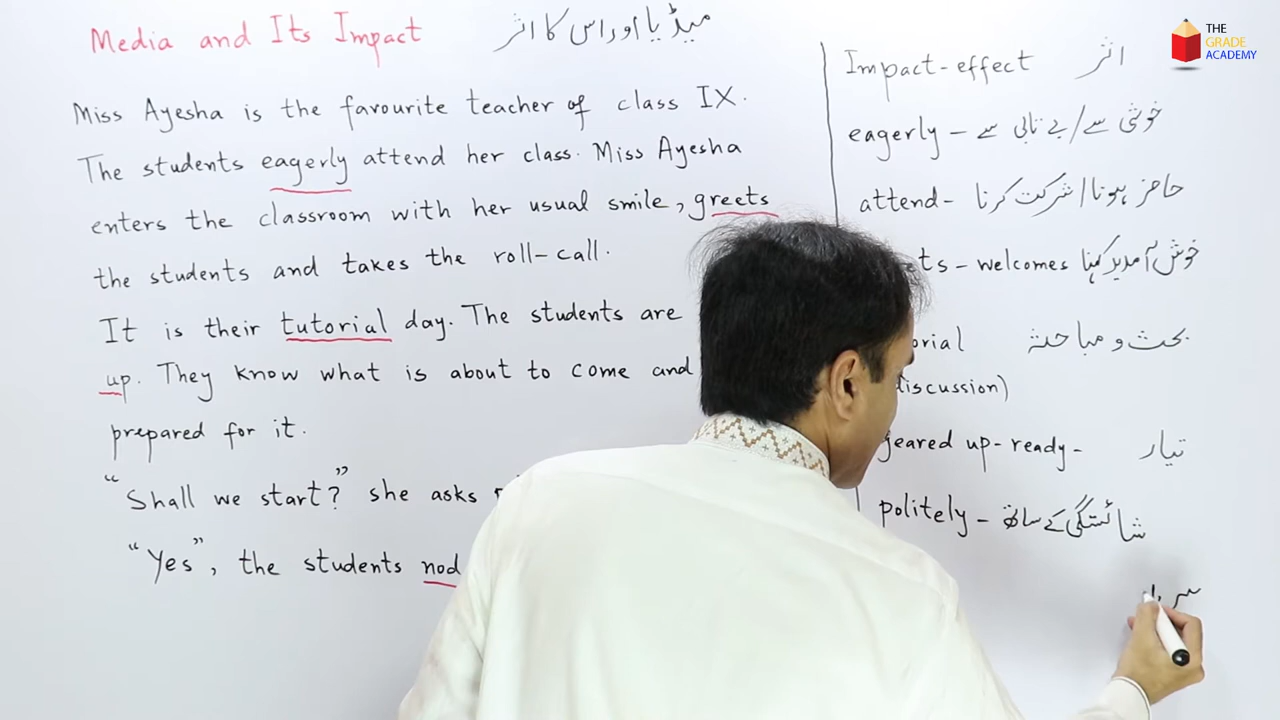 Media and Its Impact میڈیا اور اس کا اثر
Miss Ayesha is the favourite teacher of class IX.
The students eagerly attend her class. Miss Ayesha
enters the classroom with her usual smile, greets
the students and takes the roll-call.
It is their tutorial day. The students are
up. They know what is about to come and
prepared for it.
“Shall we start?” she asks
“Yes”, the students nod
Impact - effect اثر
eagerly - خوشی سے / بے تابی سے
attend - حاضر ہونا / شرکت کرنا
ets - welcomes خوش آمدید کہنا
orial بحث و مباحثہ
discussion)
geared up - ready - تیار
politely - شائستگی کے ساتھ
سر
THE
GRADE
ACADEMY